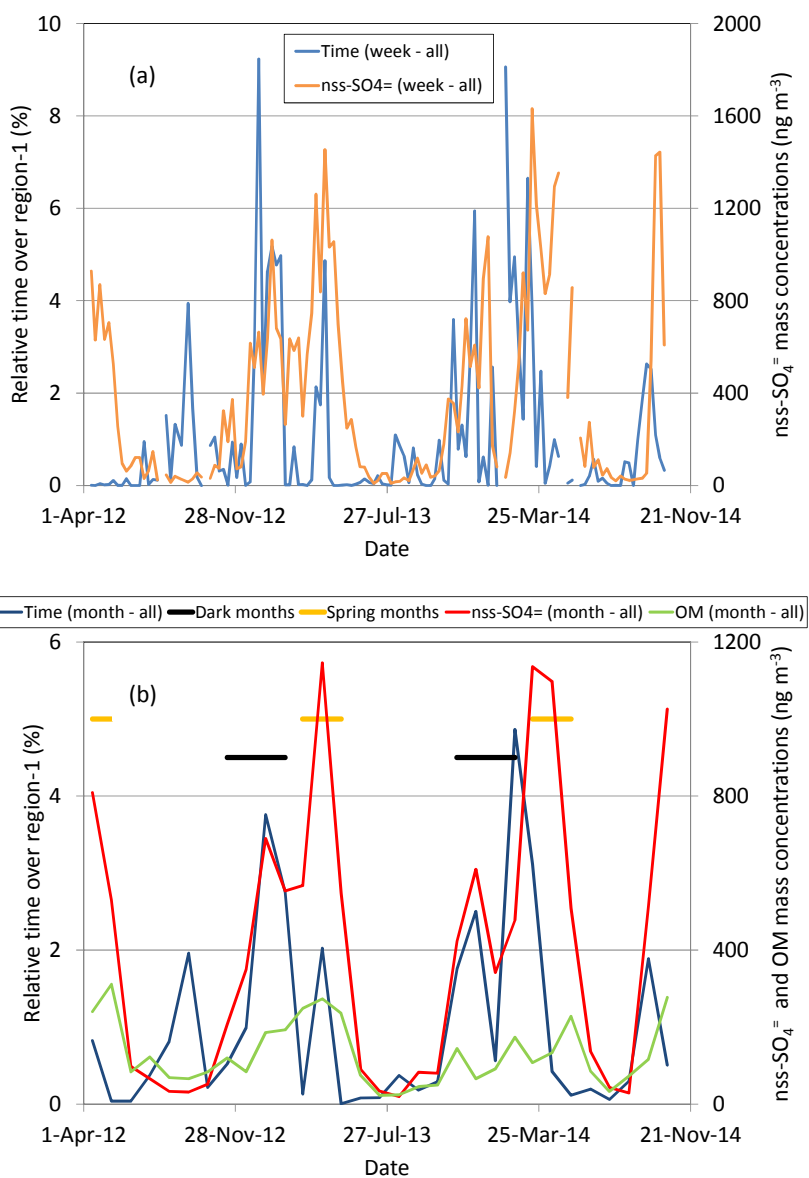 10
8
6
4
2
0
Relative time over region-1 (%)
(a)
Time (week - all)
nss-SO4= (week - all)
2000
1600
1200
800
400
0
nss-SO₄⁼ mass concentrations (ng m⁻³)
1-Apr-12 28-Nov-12 27-Jul-13 25-Mar-14 21-Nov-14
Date
Time (month - all) Dark months Spring months nss-SO4= (month - all) OM (month - all)
6
4
2
0
Relative time over region-1 (%)
(b)
1200
800
400
0
nss-SO₄⁼ and OM mass concentrations (ng m⁻³)
1-Apr-12 28-Nov-12 27-Jul-13 25-Mar-14 21-Nov-14
Date